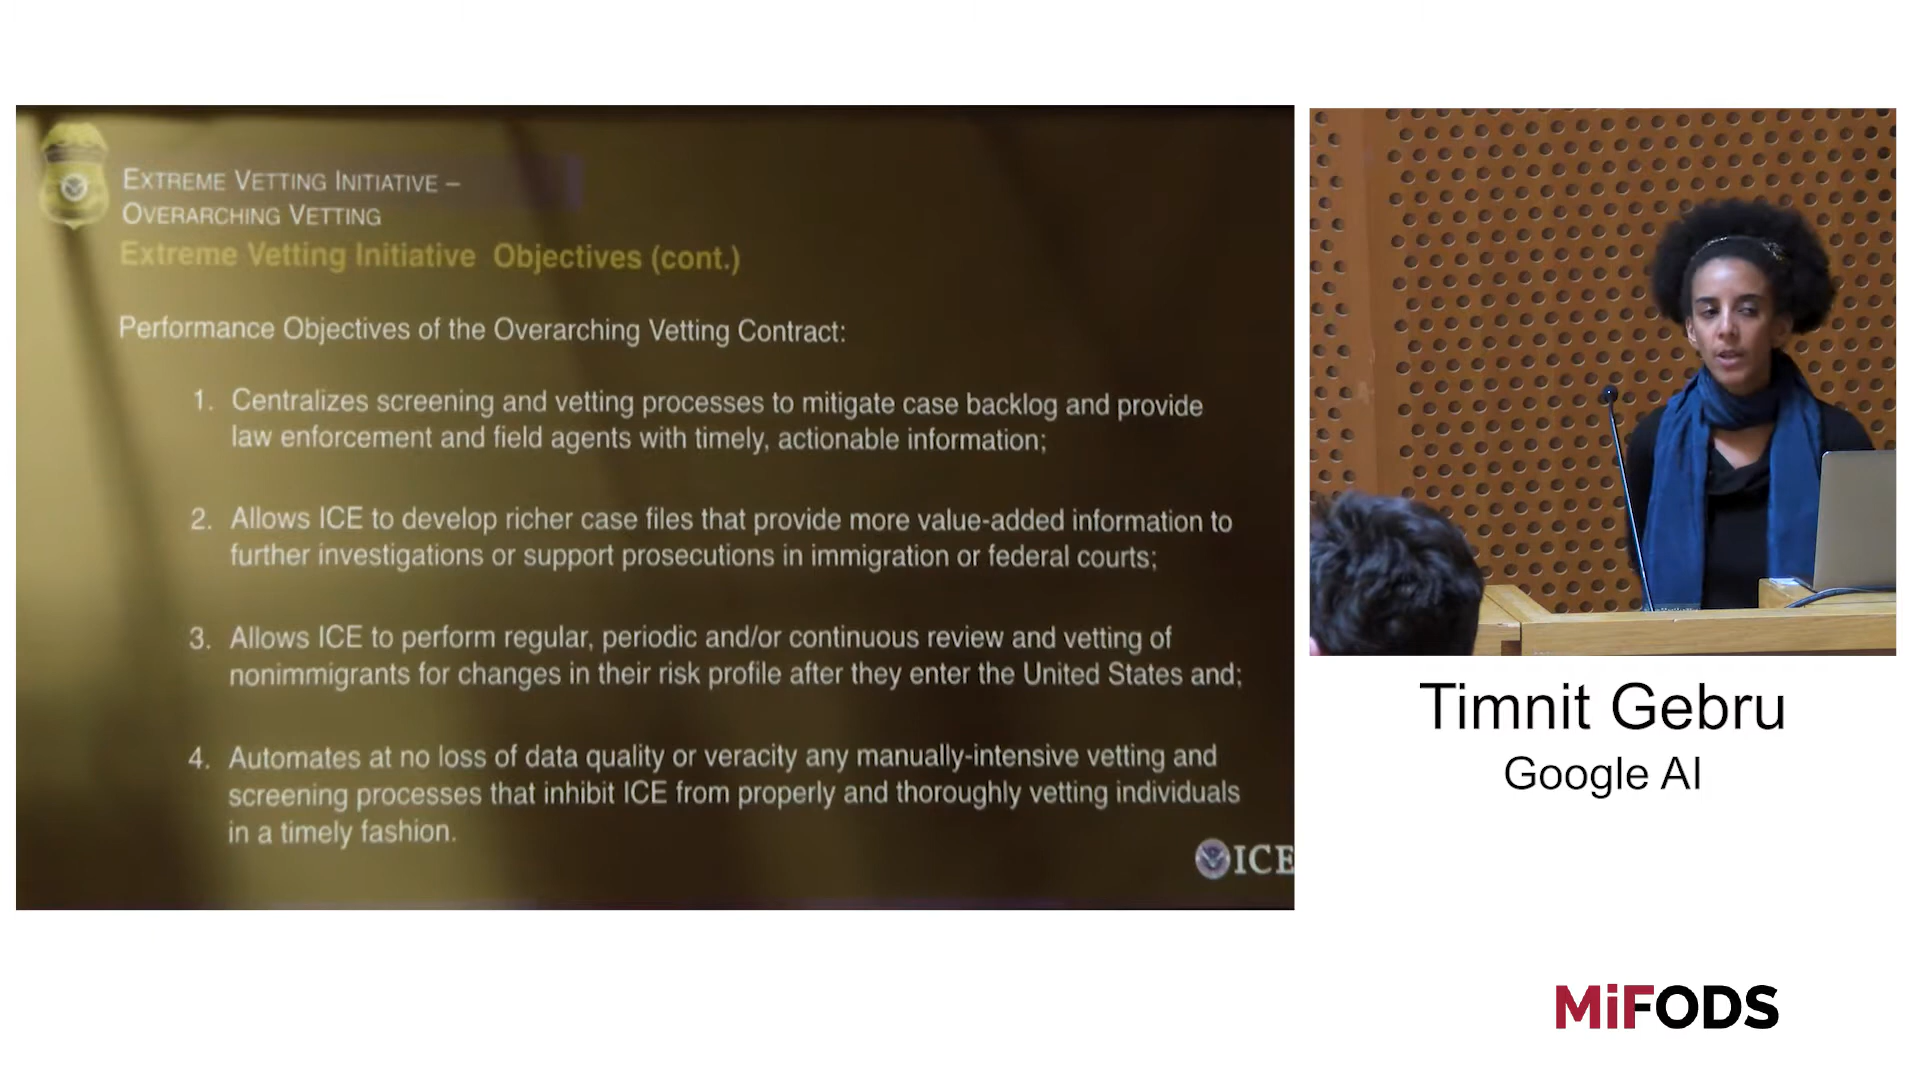 EXTREME VETTING INITIATIVE –
OVERARCHING VETTING
Extreme Vetting Initiative Objectives (cont.)
Performance Objectives of the Overarching Vetting Contract:
1. Centralizes screening and vetting processes to mitigate case backlog and provide
law enforcement and field agents with timely, actionable information;
2. Allows ICE to develop richer case files that provide more value-added information to
further investigations or support prosecutions in immigration or federal courts;
3. Allows ICE to perform regular, periodic and/or continuous review and vetting of
nonimmigrants for changes in their risk profile after they enter the United States and;
4. Automates at no loss of data quality or veracity any manually-intensive vetting and
screening processes that inhibit ICE from properly and thoroughly vetting individuals
in a timely fashion.
ICE
Timnit Gebru
Google AI
MiFODS